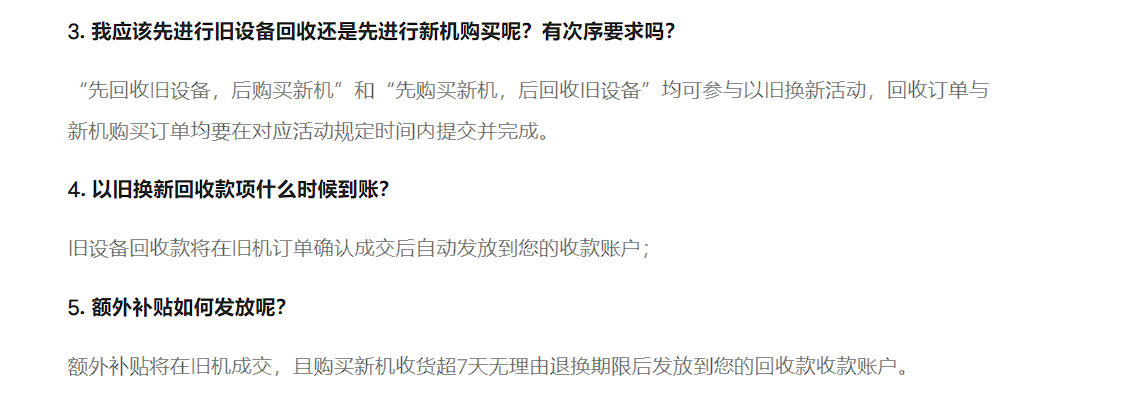 3. 我应该先进行旧设备回收还是先进行新机购买呢？有次序要求吗？
“先回收旧设备，后购买新机”和“先购买新机，后回收旧设备”均可参与以旧换新活动，回收订单与
新机购买订单均要在对应活动规定时间内提交并完成。
4. 以旧换新回收款项什么时候到账？
旧设备回收款将在旧机订单确认成交后自动发放到您的收款账户；
5. 额外补贴如何发放呢？
额外补贴将在旧机成交，且购买新机收货超7天无理由退换期限后发放到您的回收款收款账户。